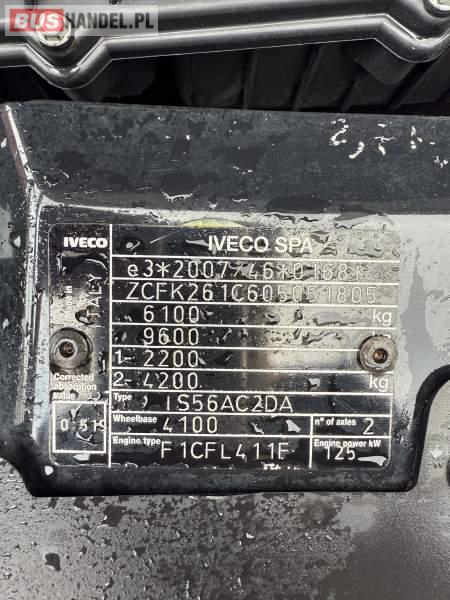 BUSHANDEL.PL
IVECO IVECO SPA
e3*2007/46*0168*
ZCFK261C605051805
6100 kg
9600
1- 2200
2- 4200 kg
Type IS56AC2DA
Corrected absorption Value
0.51
Wheelbase 4100 n° of axles 2
Engine type F1CFL411F Engine power kW 125
Made in ITALY